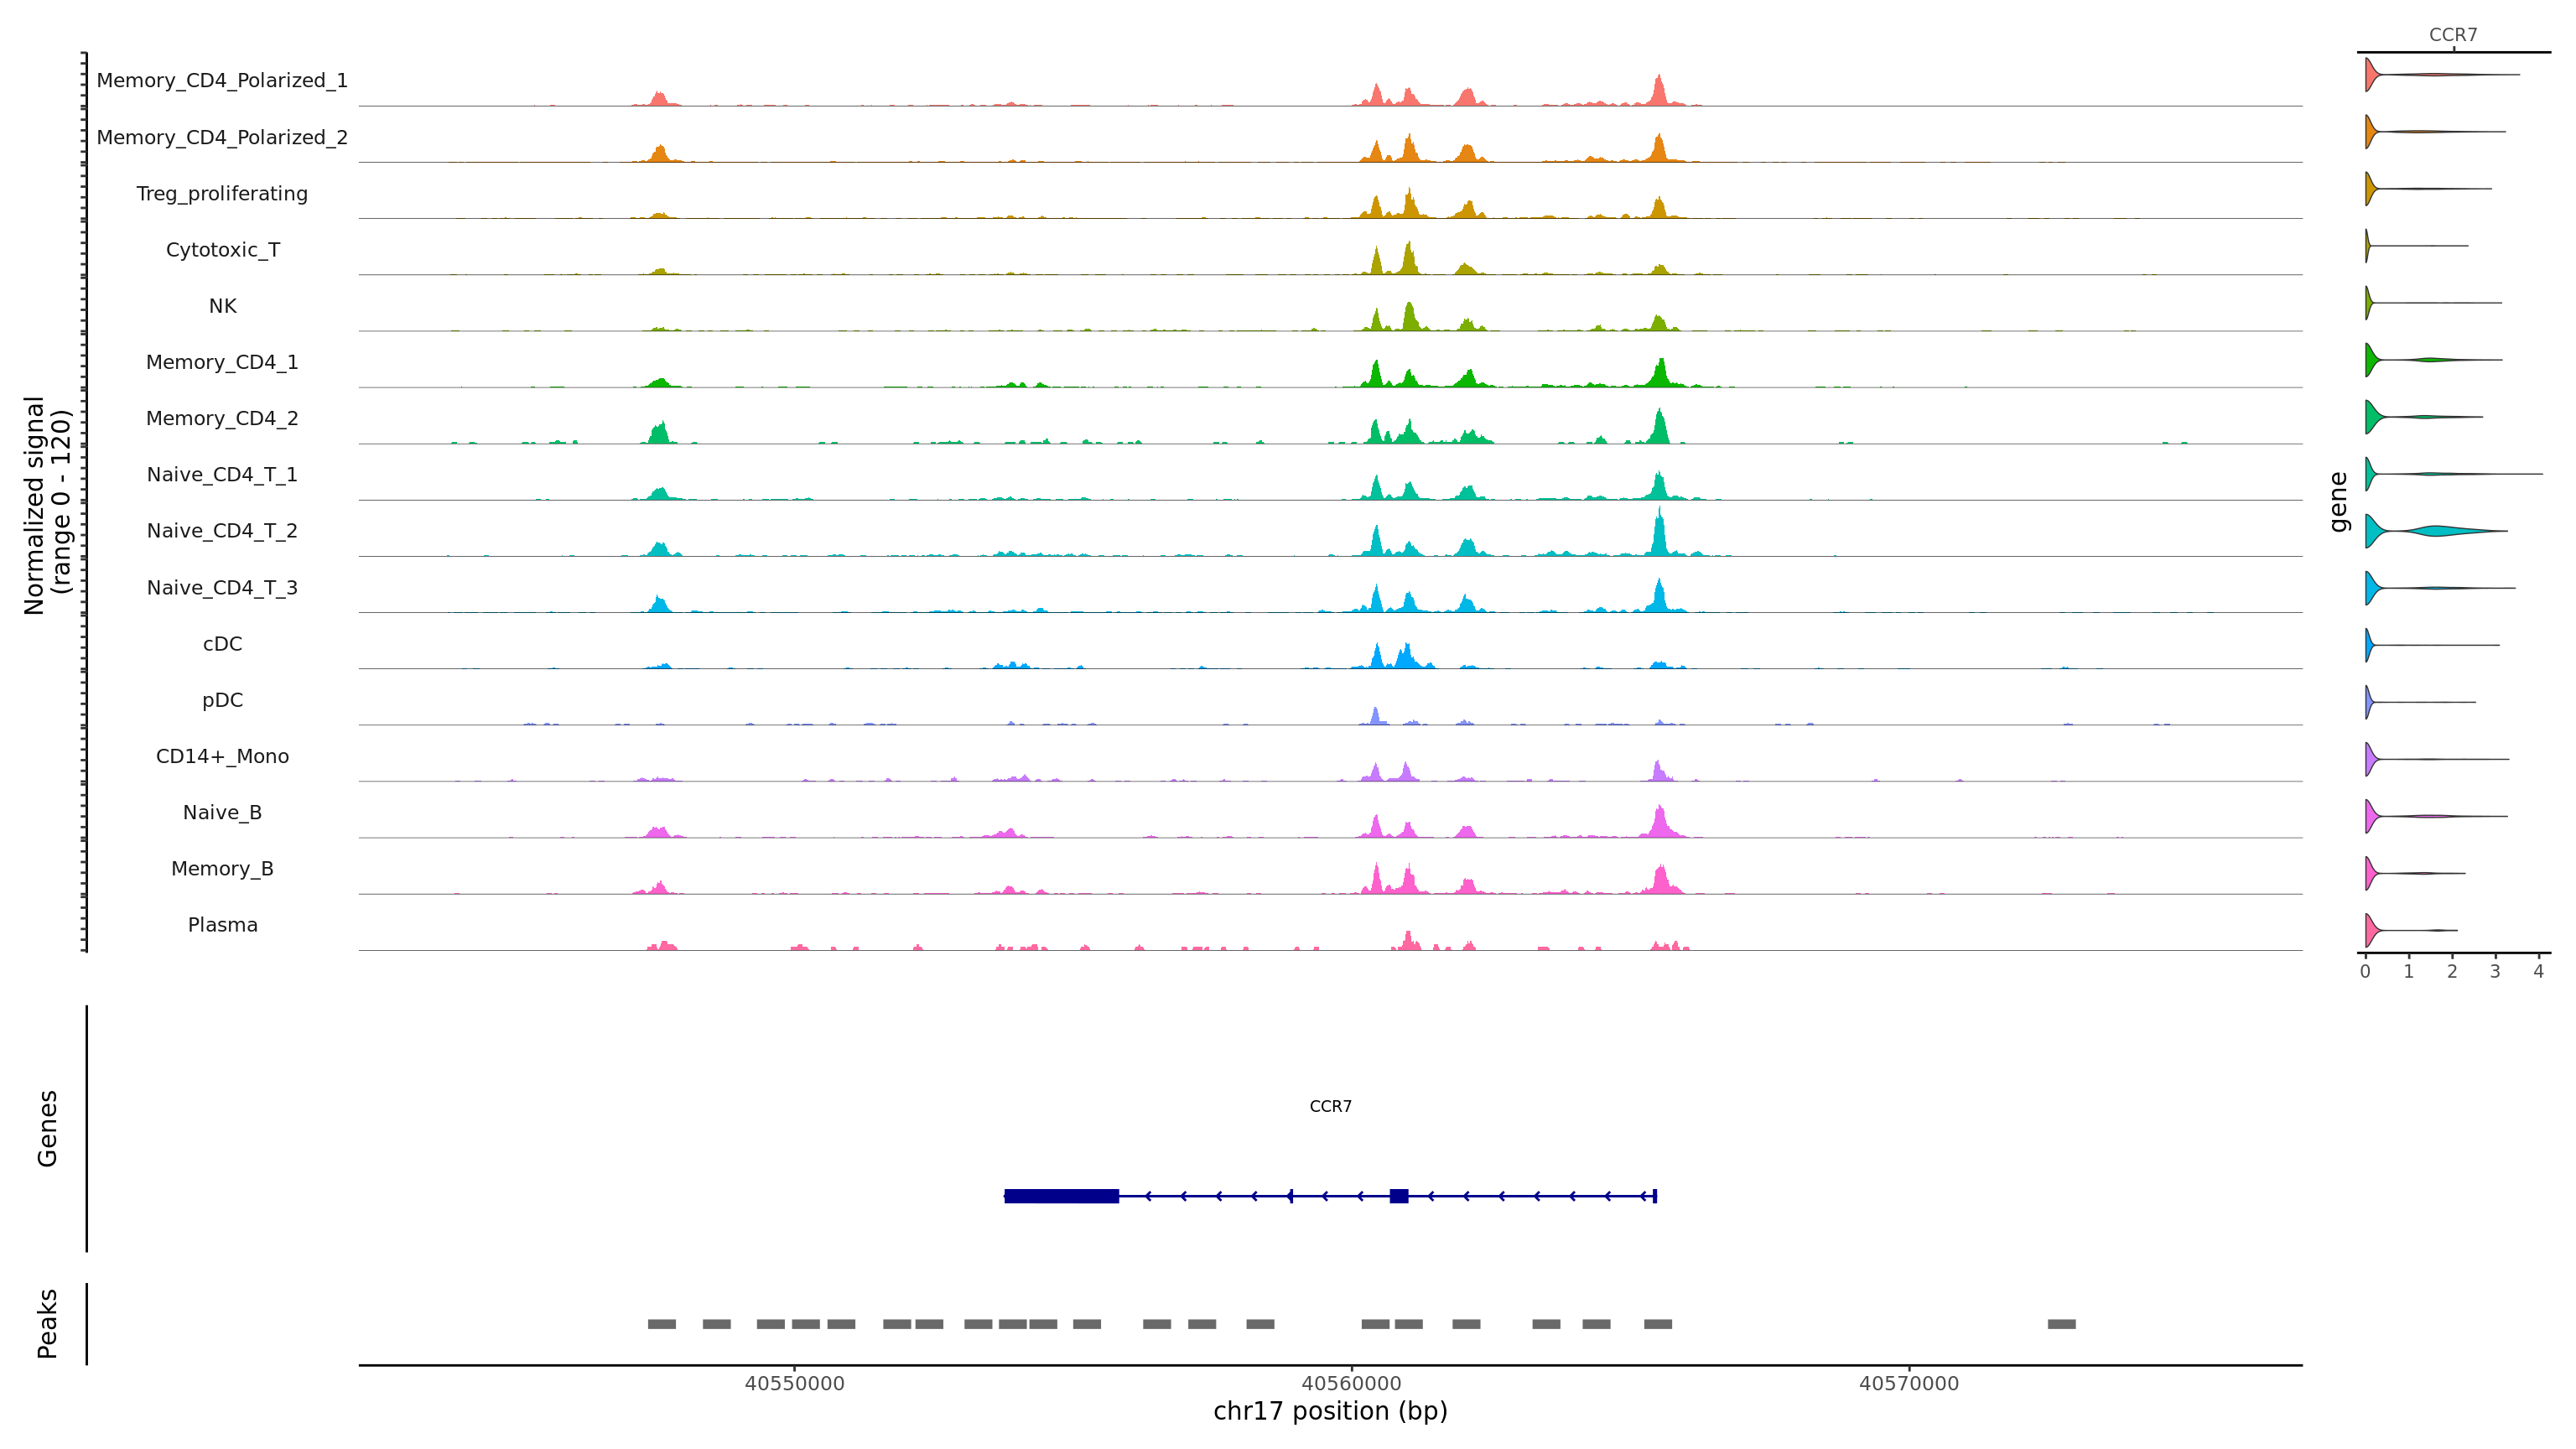 CCR7
Memory_CD4_Polarized_1
Memory_CD4_Polarized_2
Treg_proliferating
Cytotoxic_T
NK
Memory_CD4_1
Memory_CD4_2
Naive_CD4_T_1
Naive_CD4_T_2
Naive_CD4_T_3
cDC
pDC
CD14+_Mono
Naive_B
Memory_B
Plasma
Normalized signal
(range 0 - 120)
gene
0 1 2 3 4
Genes
CCR7
Peaks
40550000 40560000 40570000
chr17 position (bp)